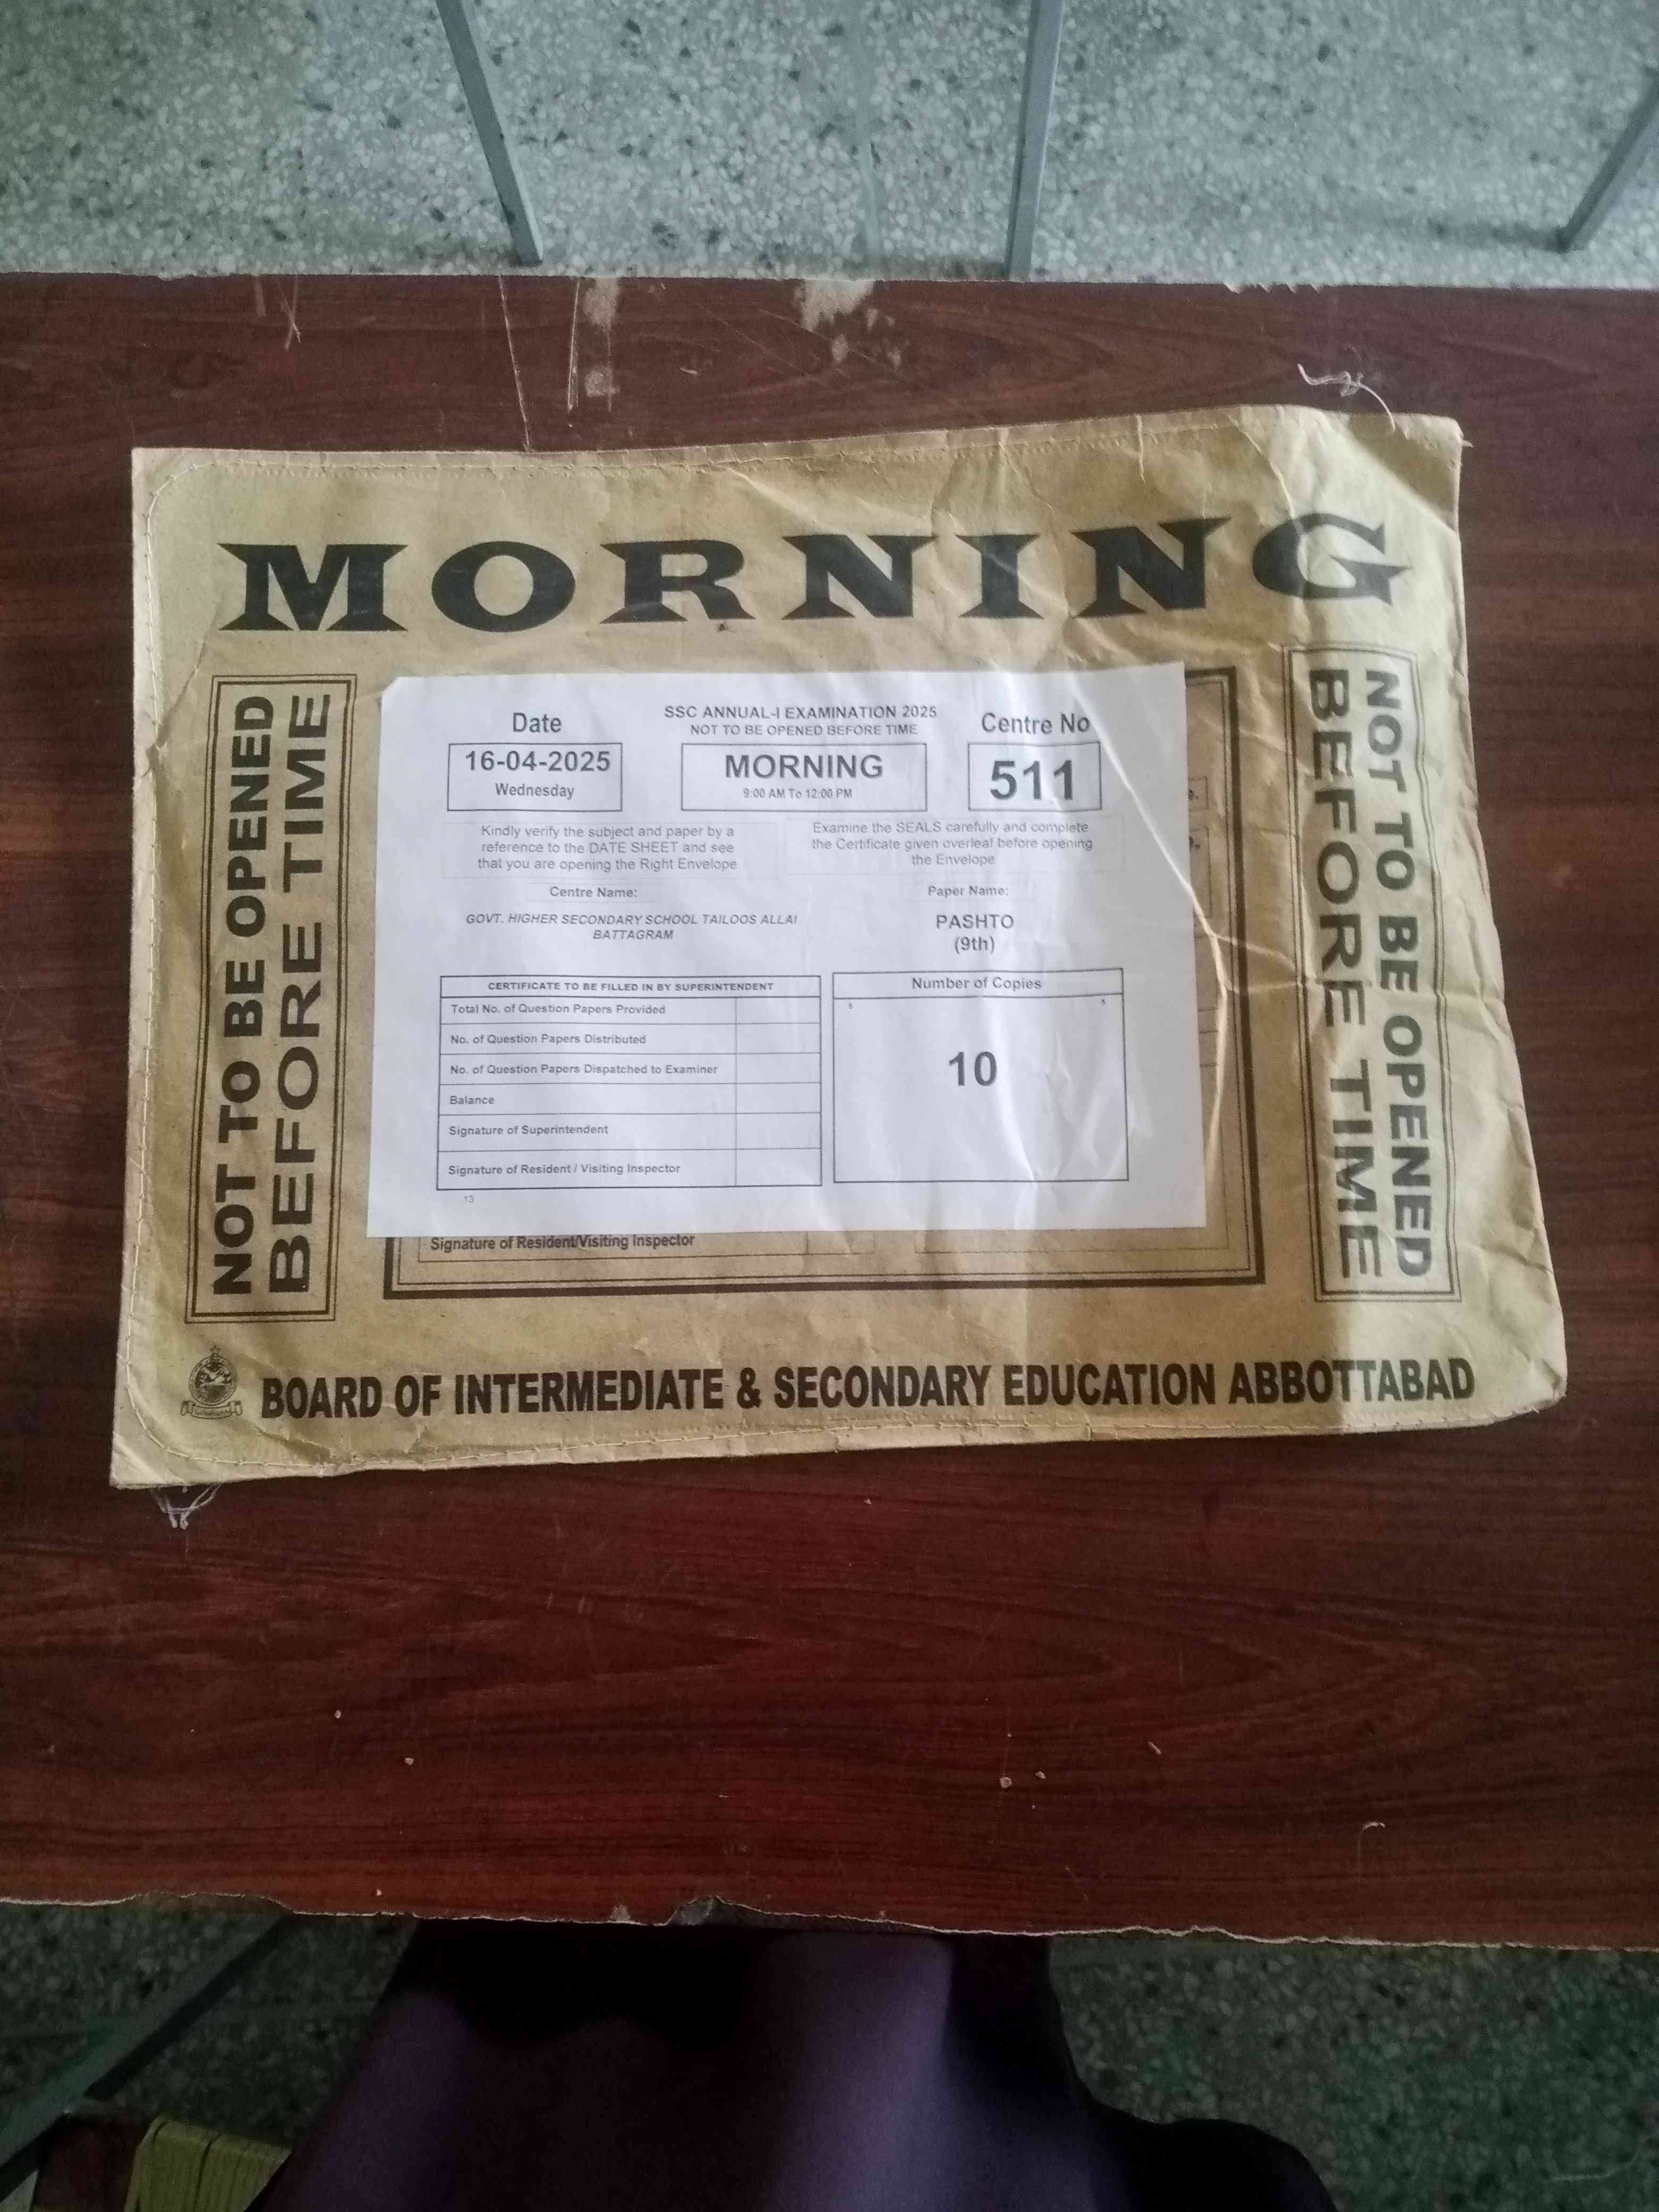 MORNING
NOT TO BE OPENED
BEFORE TIME
Date
16-04-2025
Wednesday
SSC ANNUAL-I EXAMINATION 2025
NOT TO BE OPENED BEFORE TIME
MORNING
9:00 AM To 12:00 PM
Centre No
511
Kindly verify the subject and paper by a
reference to the DATE SHEET and see
that you are opening the Right Envelope
Examine the SEALS carefully and complete
the Certificate given overleaf before opening
the Envelope
Centre Name:
GOVT. HIGHER SECONDARY SCHOOL TAILOOS ALLAI
BATTAGRAM
Paper Name:
PASHTO
(9th)
CERTIFICATE TO BE FILLED IN BY SUPERINTENDENT
Total No. of Question Papers Provided
No. of Question Papers Distributed
No. of Question Papers Dispatched to Examiner
Balance
Signature of Superintendent
Signature of Resident / Visiting Inspector
13
Number of Copies
10
Signature of Resident/Visiting Inspector
NOT TO BE OPENED
BEFORE TIME
BOARD OF INTERMEDIATE & SECONDARY EDUCATION ABBOTTABAD